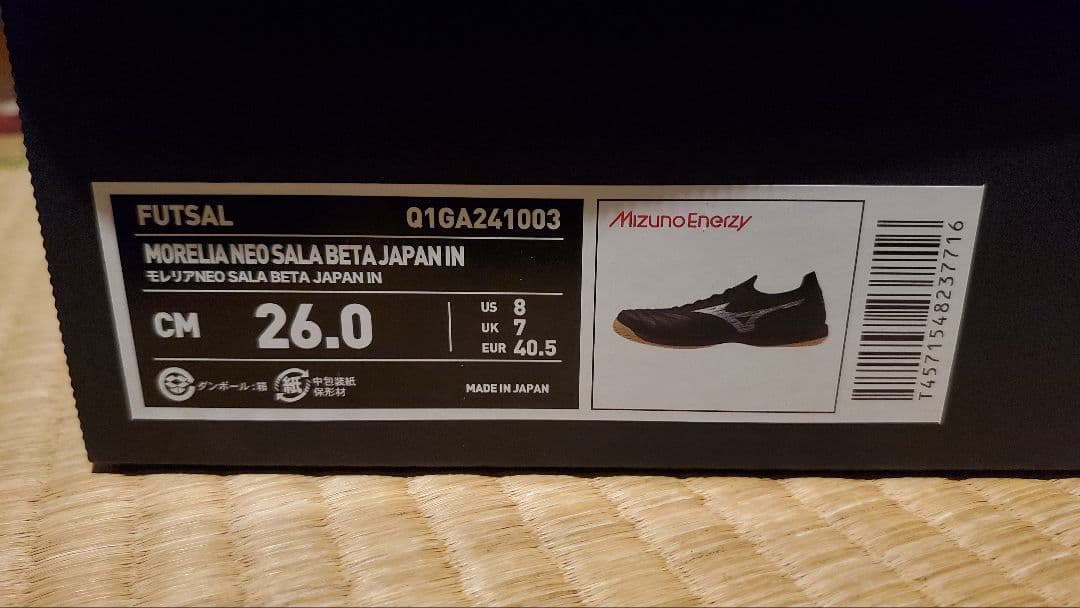 FUTSAL Q1GA241003
MORELIA NEO SALA BETA JAPAN IN
モレリアNEO SALA BETA JAPAN IN
CM 26.0
US 8
UK 7
EUR 40.5
ダンボール:箱
紙 中包装紙
保形材
MADE IN JAPAN
MizunoEnerzy
T4571548237716